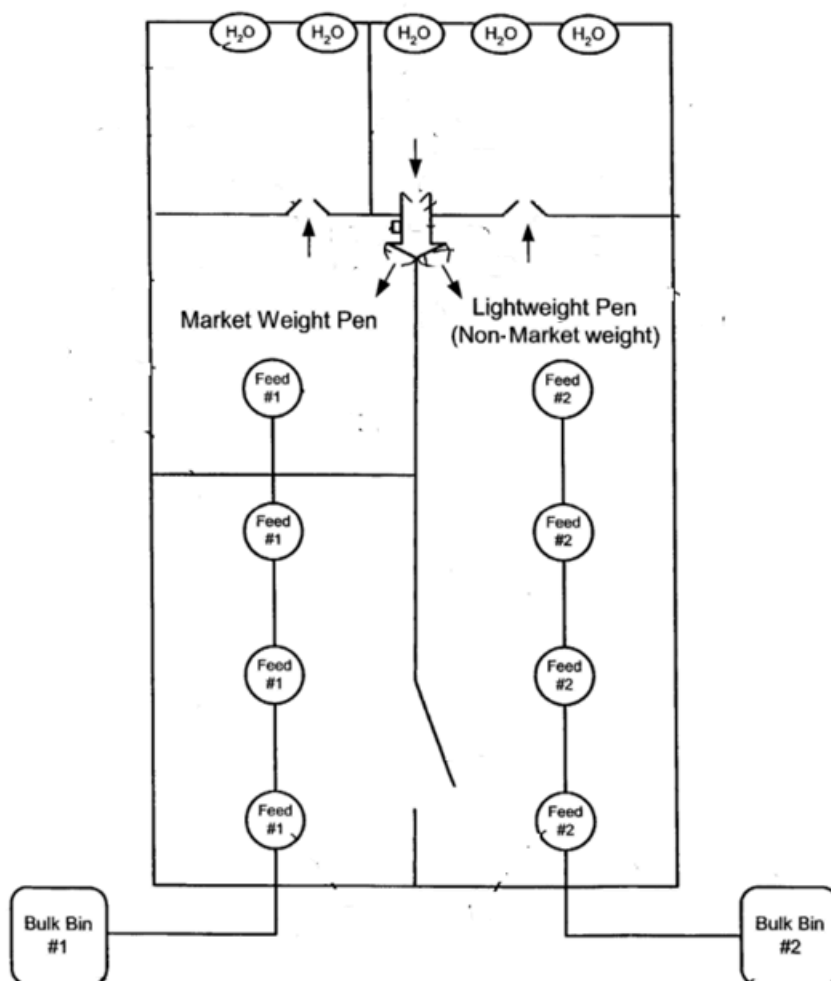 H₂O
H₂O
H₂O
H₂O
H₂O
Market Weight Pen
Lightweight Pen
(Non-Market weight)
Feed
#1
Feed
#2
Feed
#1
Feed
#2
Feed
#1
Feed
#2
Feed
#1
Feed
#2
Bulk Bin
#1
Bulk Bin
#2